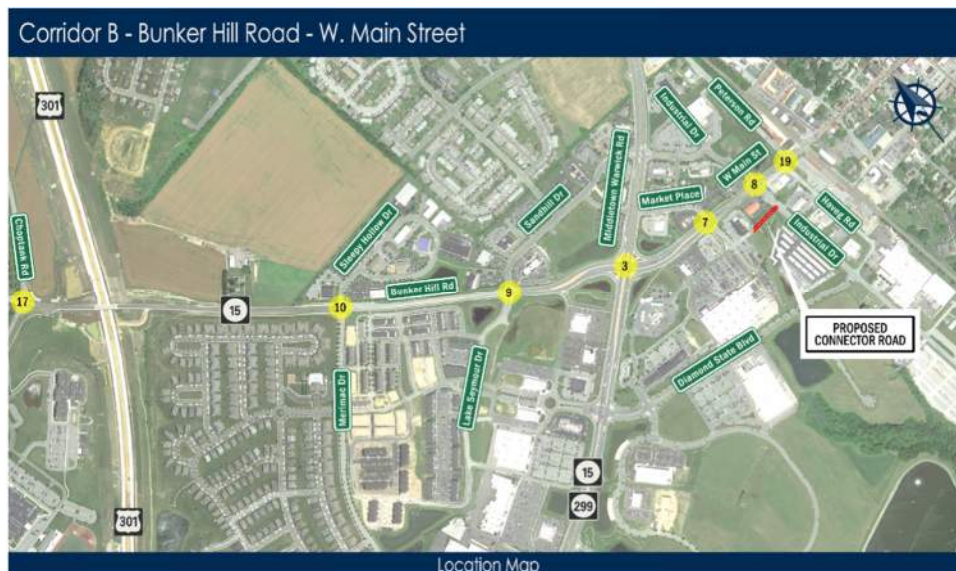 Corridor B - Bunker Hill Road - W. Main Street
301
Choptank Rd
17
15
Sleepy Hollow Dr
10
Bunker Hill Rd
Merimac Dr
9
Sandhill Dr
Lake Seymour Dr
Middletown Warwick Rd
3
Industrial Dr
Peterson Rd
Market Place
W Main St
7
8
19
Haveg Rd
Industrial Dr
PROPOSED
CONNECTOR ROAD
Diamond State Blvd
15
299
301
Location Map